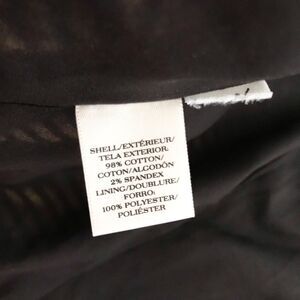 SHELL/EXTÉRIEUR/
TELA EXTERIOR:
98% COTTON/
COTON/ALGODÓN
2% SPANDEX
LINING/DOUBLURE/
FORRO:
100% POLYESTER/
POLIÉSTER